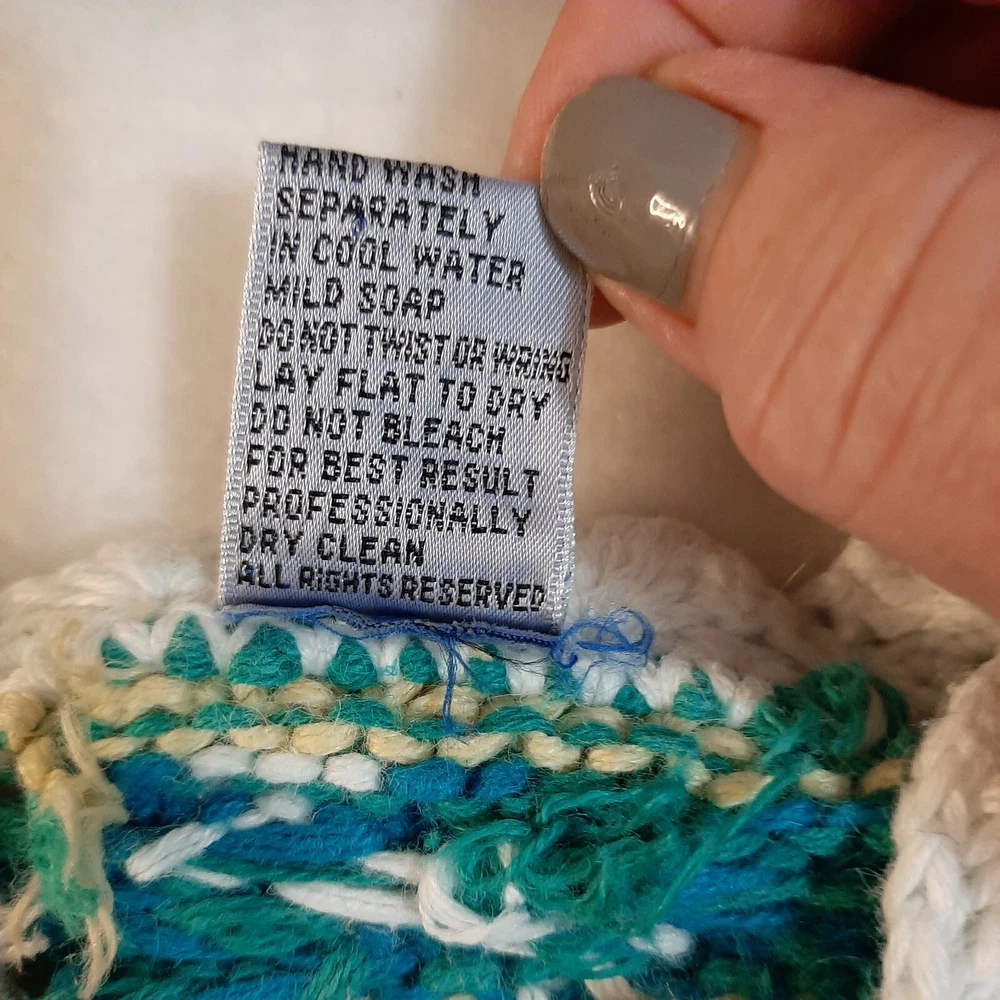 HAND WASH
SEPARATELY
IN COOL WATER
MILD SOAP
DO NOT TWIST OR WRING
LAY FLAT TO DRY
DO NOT BLEACH
FOR BEST RESULT
PROFESSIONALLY
DRY CLEAN
ALL RIGHTS RESERVED